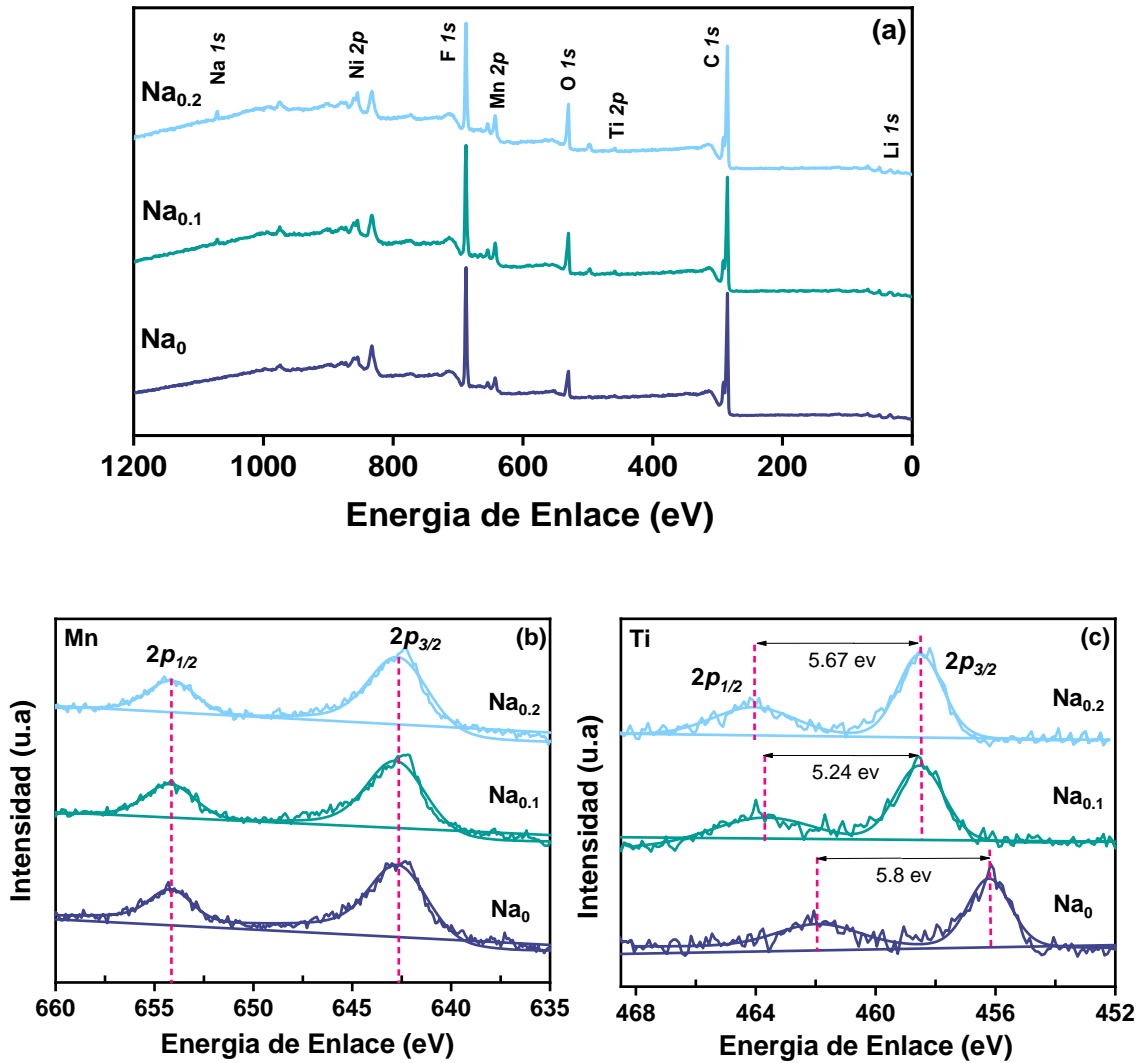 (a)
Na 1s
Ni 2p
F 1s
Mn 2p
O 1s
Ti 2p
C 1s
Li 1s
Na0.2
Na0.1
Na0
1200 1000 800 600 400 200 0
Energia de Enlace (eV)
Mn (b)
2p1/2 2p3/2
Na0.2
Na0.1
Na0
Intensidad (u.a)
660 655 650 645 640 635
Energia de Enlace (eV)
Ti (c)
5.67 ev
2p1/2 2p3/2
Na0.2
5.24 ev
Na0.1
5.8 ev
Na0
Intensidad (u.a)
468 464 460 456 452
Energia de Enlace (eV)